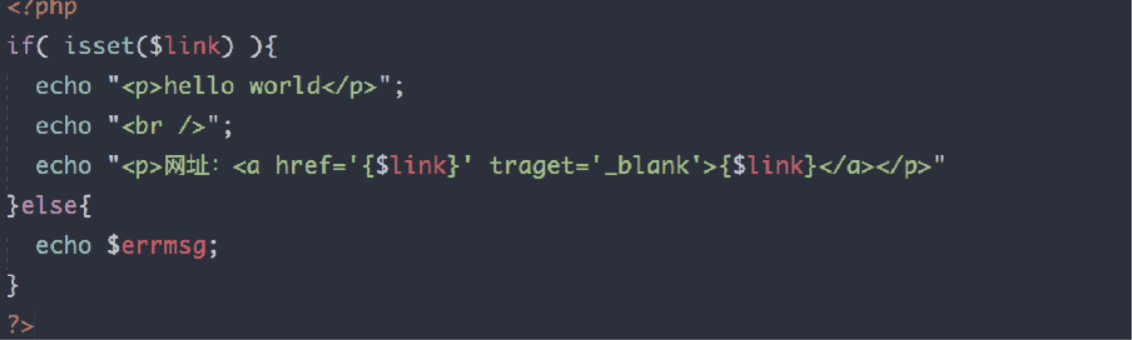 <?php
if( isset($link) ){
  echo "<p>hello world</p>";
  echo "<br />";
  echo "<p>网址：<a href='{$link}' traget='_blank'>{$link}</a></p>"
}else{
  echo $errmsg;
}
?>